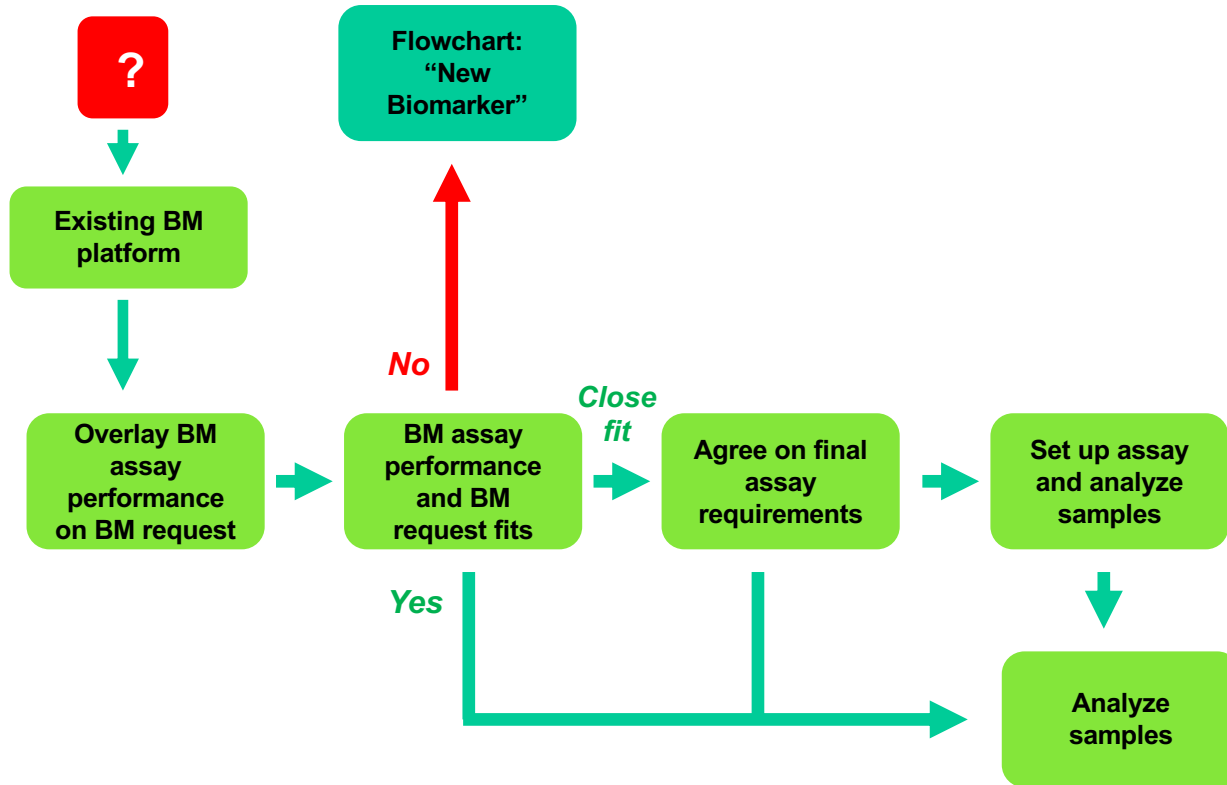 ?
Flowchart:
“New
Biomarker”
Existing BM
platform
No
Close
fit
Overlay BM
assay
performance
on BM request
BM assay
performance
and BM
request fits
Agree on final
assay
requirements
Set up assay
and analyze
samples
Yes
Analyze
samples